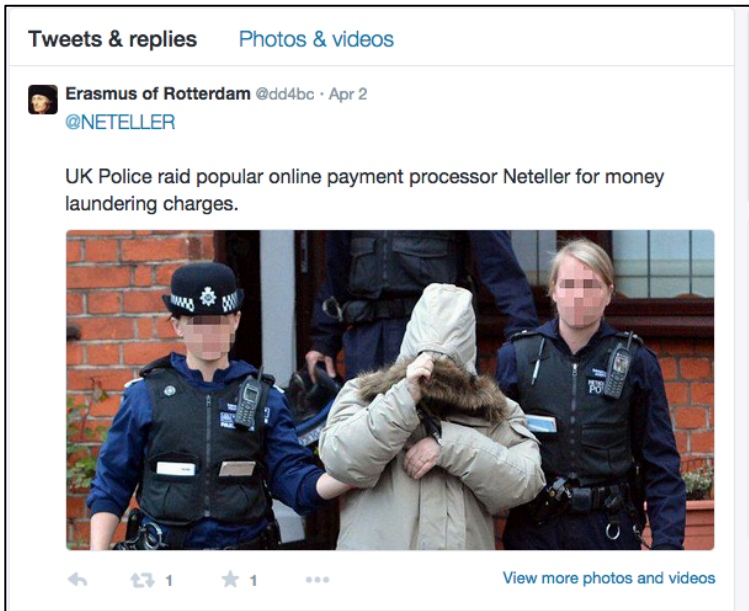 Tweets & replies Photos & videos
Erasmus of Rotterdam @dd4bc · Apr 2
@NETELLER
UK Police raid popular online payment processor Neteller for money
laundering charges.
1 1 View more photos and videos